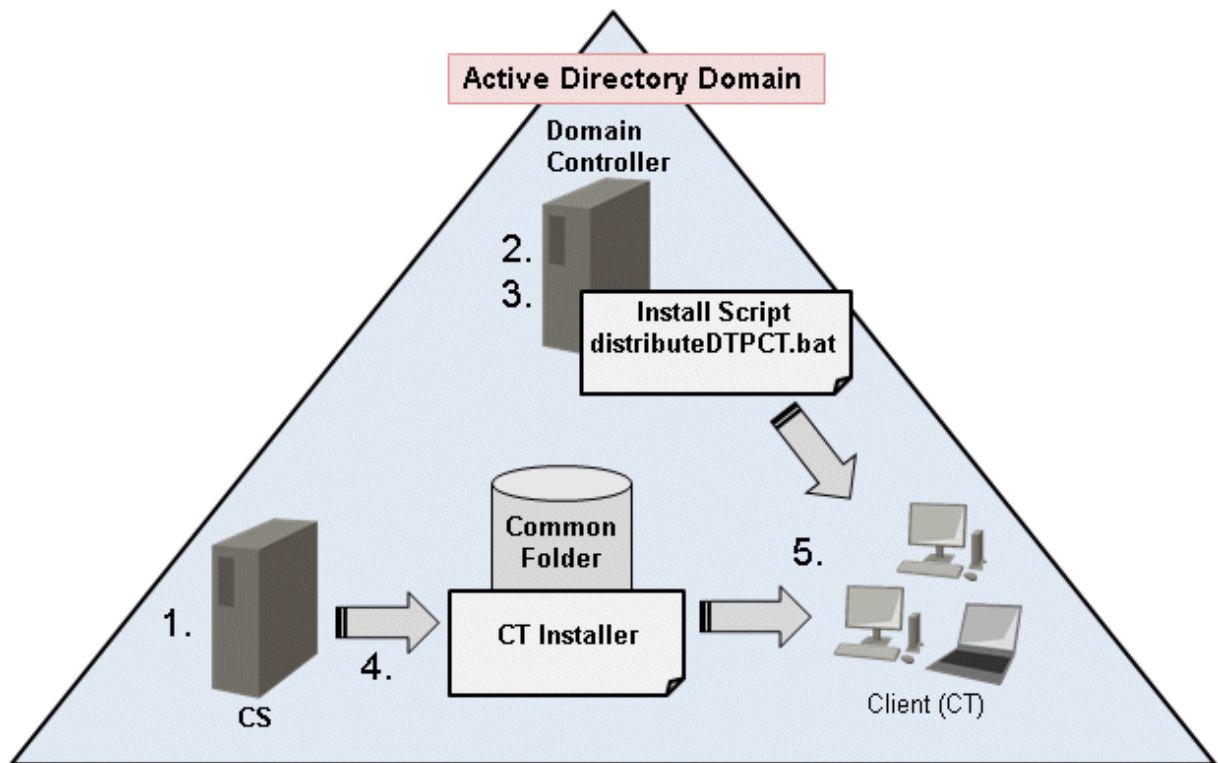 Active Directory Domain
Domain
Controller
2.
3.
Install Script
distributeDTPCT.bat
Common
Folder
5.
1.
CT Installer
4.
CS
Client (CT)